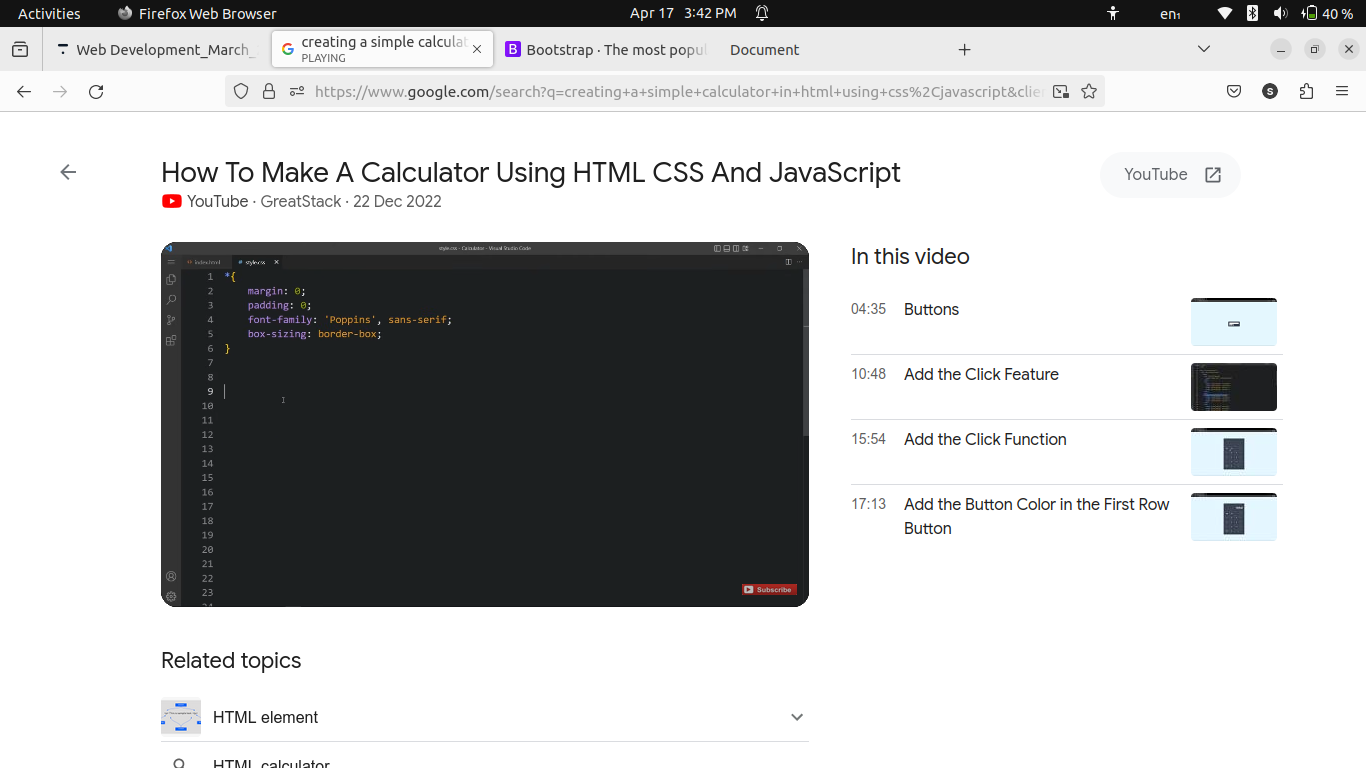 Activities
Firefox Web Browser
Apr 17 3:42 PM
en₁
40 %
Web Development_March_
creating a simple calculat
PLAYING
Bootstrap · The most popul
Document
https://www.google.com/search?q=creating+a+simple+calculator+in+html+using+css%2Cjavascript&clie
S
How To Make A Calculator Using HTML CSS And JavaScript
YouTube · GreatStack · 22 Dec 2022
YouTube
style.css - Calculator - Visual Studio Code
index.html
# style.css
1 *{
2 margin: 0;
3 padding: 0;
4 font-family: 'Poppins', sans-serif;
5 box-sizing: border-box;
6 }
7
8
9
10
11
12
13
14
15
16
17
18
19
20
21
22
23
24
Subscribe
In this video
04:35 Buttons
10:48 Add the Click Feature
15:54 Add the Click Function
17:13 Add the Button Color in the First Row
Button
Related topics
HTML element
HTML calculator